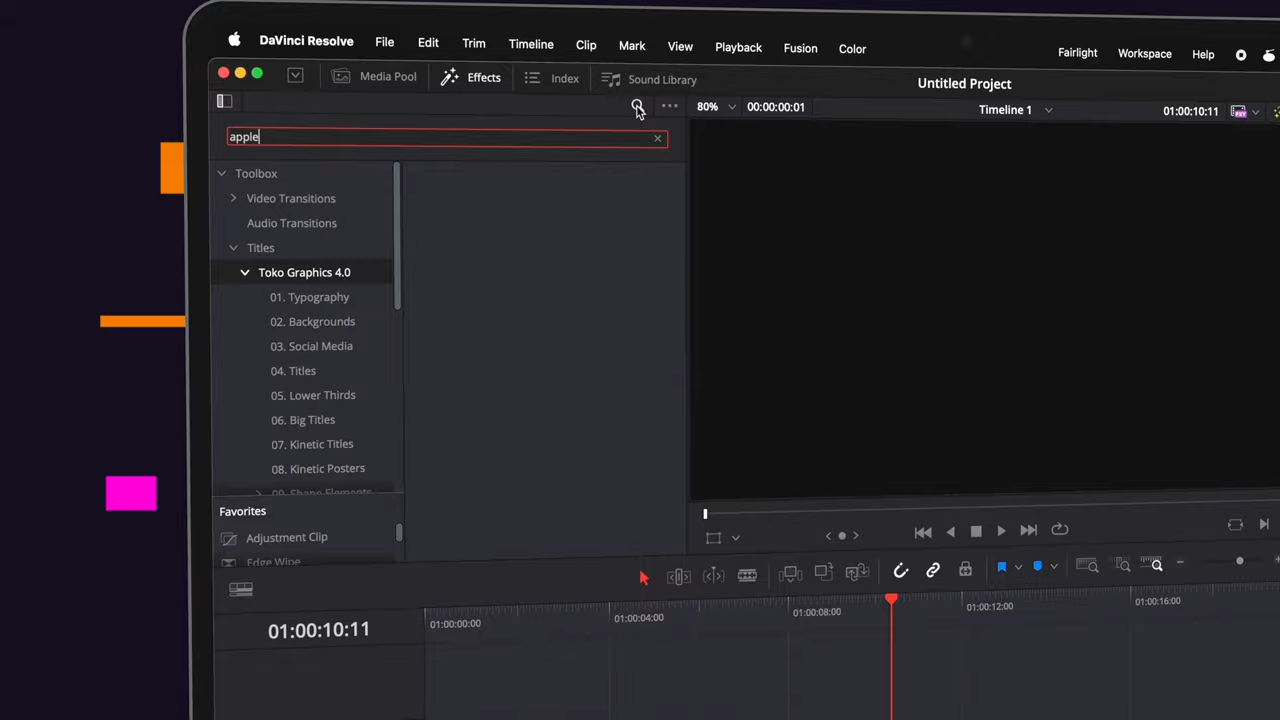 DaVinci Resolve File Edit Trim Timeline Clip Mark View Playback Fusion Color Fairlight Workspace Help
Media Pool Effects Index Sound Library Untitled Project
80% 00:00:00:01 Timeline 1 01:00:10:11
apple
Toolbox
Video Transitions
Audio Transitions
Titles
Toko Graphics 4.0
01. Typography
02. Backgrounds
03. Social Media
04. Titles
05. Lower Thirds
06. Big Titles
07. Kinetic Titles
08. Kinetic Posters
09. Shape Elements
Favorites
Adjustment Clip
Edge Wipe
01:00:10:11
01:00:00:00 01:00:04:00 01:00:08:00 01:00:12:00 01:00:16:00